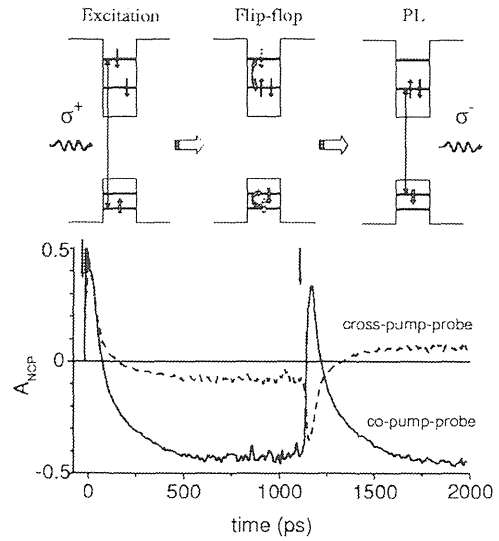 Excitation Flip-flop PL
σ+ σ-
0.5
0
-0.5
A_NCP
cross-pump-probe
co-pump-probe
0 500 1000 1500 2000
time (ps)